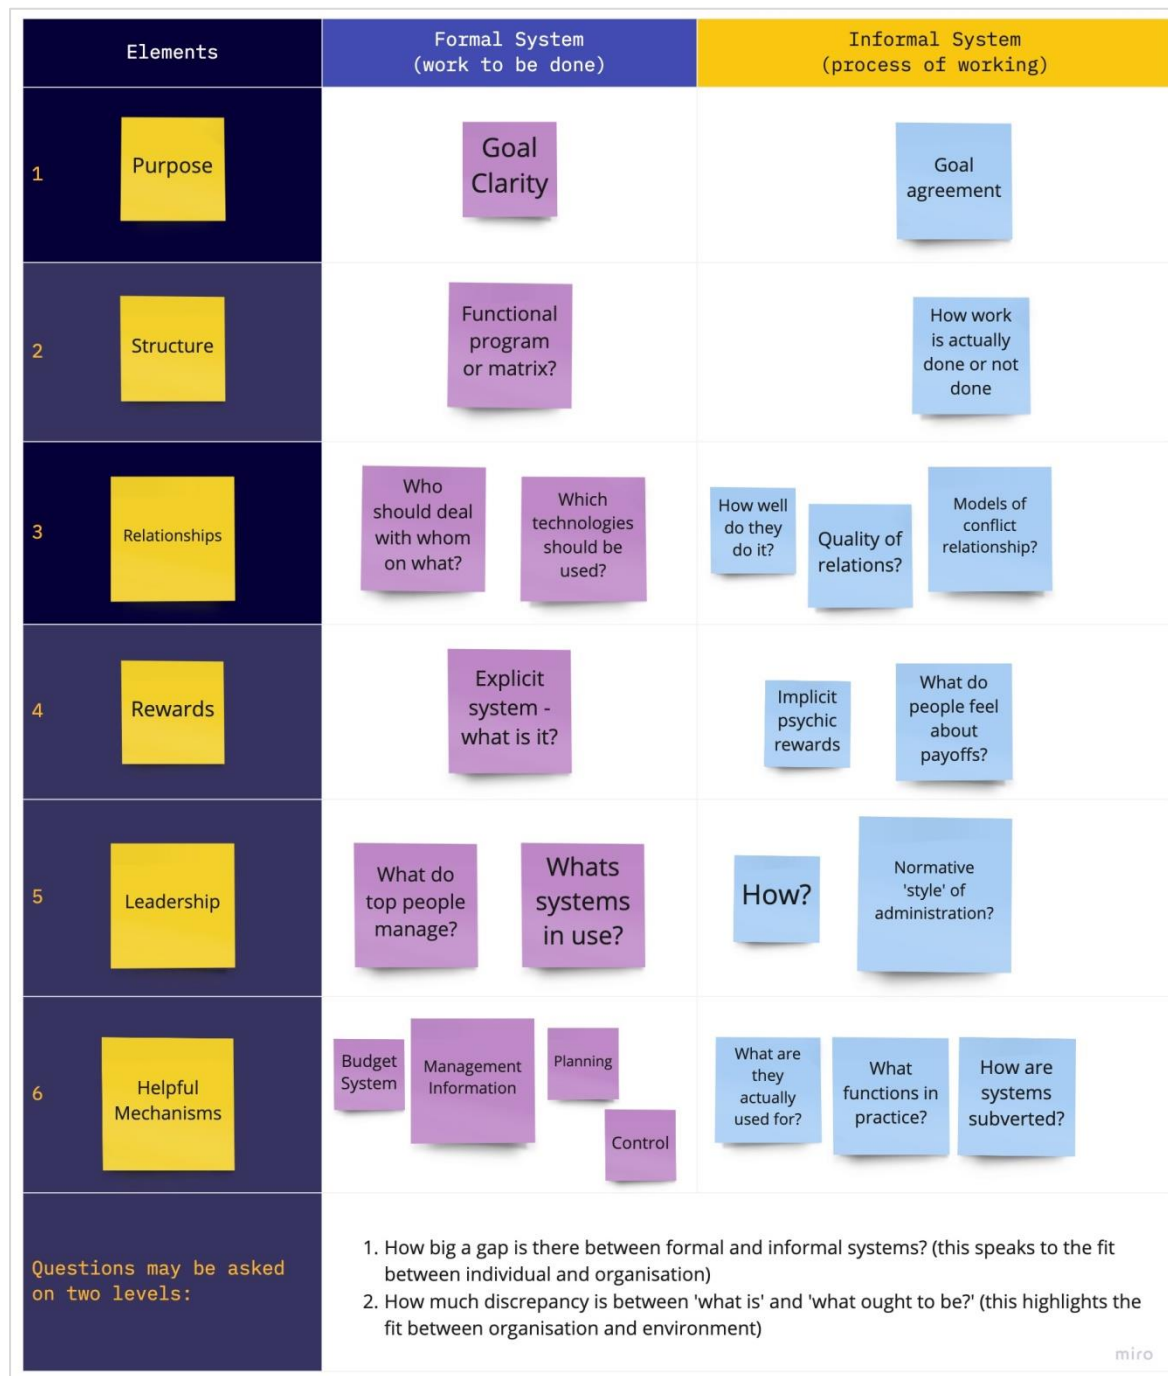 Elements
Formal System
(work to be done)
Informal System
(process of working)
1
Purpose
Goal
Clarity
Goal
agreement
2
Structure
Functional
program
or matrix?
How work
is actually
done or not
done
3
Relationships
Who
should deal
with whom
on what?
Which
technologies
should be
used?
How well
do they
do it?
Quality of
relations?
Models of
conflict
relationship?
4
Rewards
Explicit
system -
what is it?
Implicit
psychic
rewards
What do
people feel
about
payoffs?
5
Leadership
What do
top people
manage?
Whats
systems
in use?
How?
Normative
'style' of
administration?
6
Helpful
Mechanisms
Budget
System
Management
Information
Planning
Control
What are
they
actually
used for?
What
functions in
practice?
How are
systems
subverted?
Questions may be asked
on two levels:
1. How big a gap is there between formal and informal systems? (this speaks to the fit
between individual and organisation)
2. How much discrepancy is between 'what is' and 'what ought to be?' (this highlights the
fit between organisation and environment)
miro